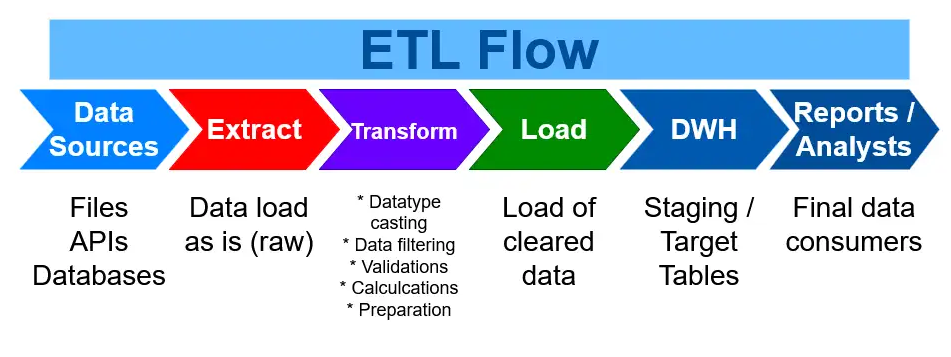 ETL Flow
Data
Sources
Extract
Transform
Load
DWH
Reports /
Analysts
Files
APIs
Databases
Data load
as is (raw)
* Datatype
casting
* Data filtering
* Validations
* Calculcations
* Preparation
Load of
cleared
data
Staging /
Target
Tables
Final data
consumers